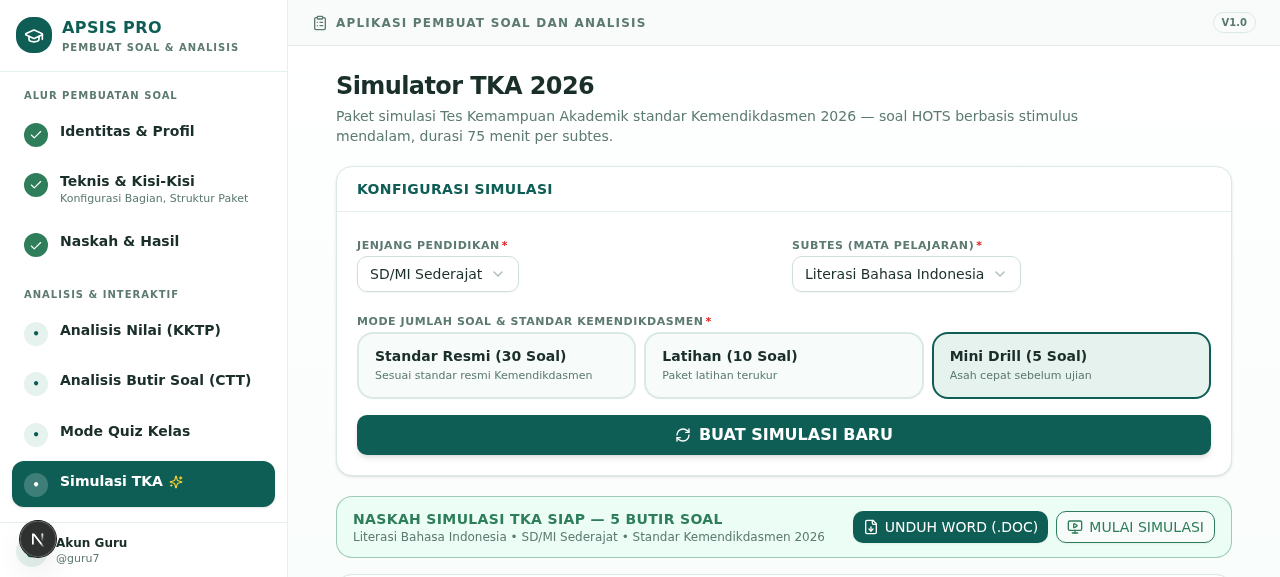 APSIS PRO
PEMBUAT SOAL & ANALISIS
ALUR PEMBUATAN SOAL
Identitas & Profil
Teknis & Kisi-Kisi
Konfigurasi Bagian, Struktur Paket
Naskah & Hasil
ANALISIS & INTERAKTIF
Analisis Nilai (KKTP)
Analisis Butir Soal (CTT)
Mode Quiz Kelas
Simulasi TKA ✨
N
Akun Guru
@guru7
APLIKASI PEMBUAT SOAL DAN ANALISIS
V1.0
Simulator TKA 2026
Paket simulasi Tes Kemampuan Akademik standar Kemendikdasmen 2026 — soal HOTS berbasis stimulus
mendalam, durasi 75 menit per subtes.
KONFIGURASI SIMULASI
JENJANG PENDIDIKAN*
SD/MI Sederajat
SUBTES (MATA PELAJARAN)*
Literasi Bahasa Indonesia
MODE JUMLAH SOAL & STANDAR KEMENDIKDASMEN*
Standar Resmi (30 Soal)
Sesuai standar resmi Kemendikdasmen
Latihan (10 Soal)
Paket latihan terukur
Mini Drill (5 Soal)
Asah cepat sebelum ujian
BUAT SIMULASI BARU
NASKAH SIMULASI TKA SIAP — 5 BUTIR SOAL
Literasi Bahasa Indonesia • SD/MI Sederajat • Standar Kemendikdasmen 2026
UNDUH WORD (.DOC)
MULAI SIMULASI